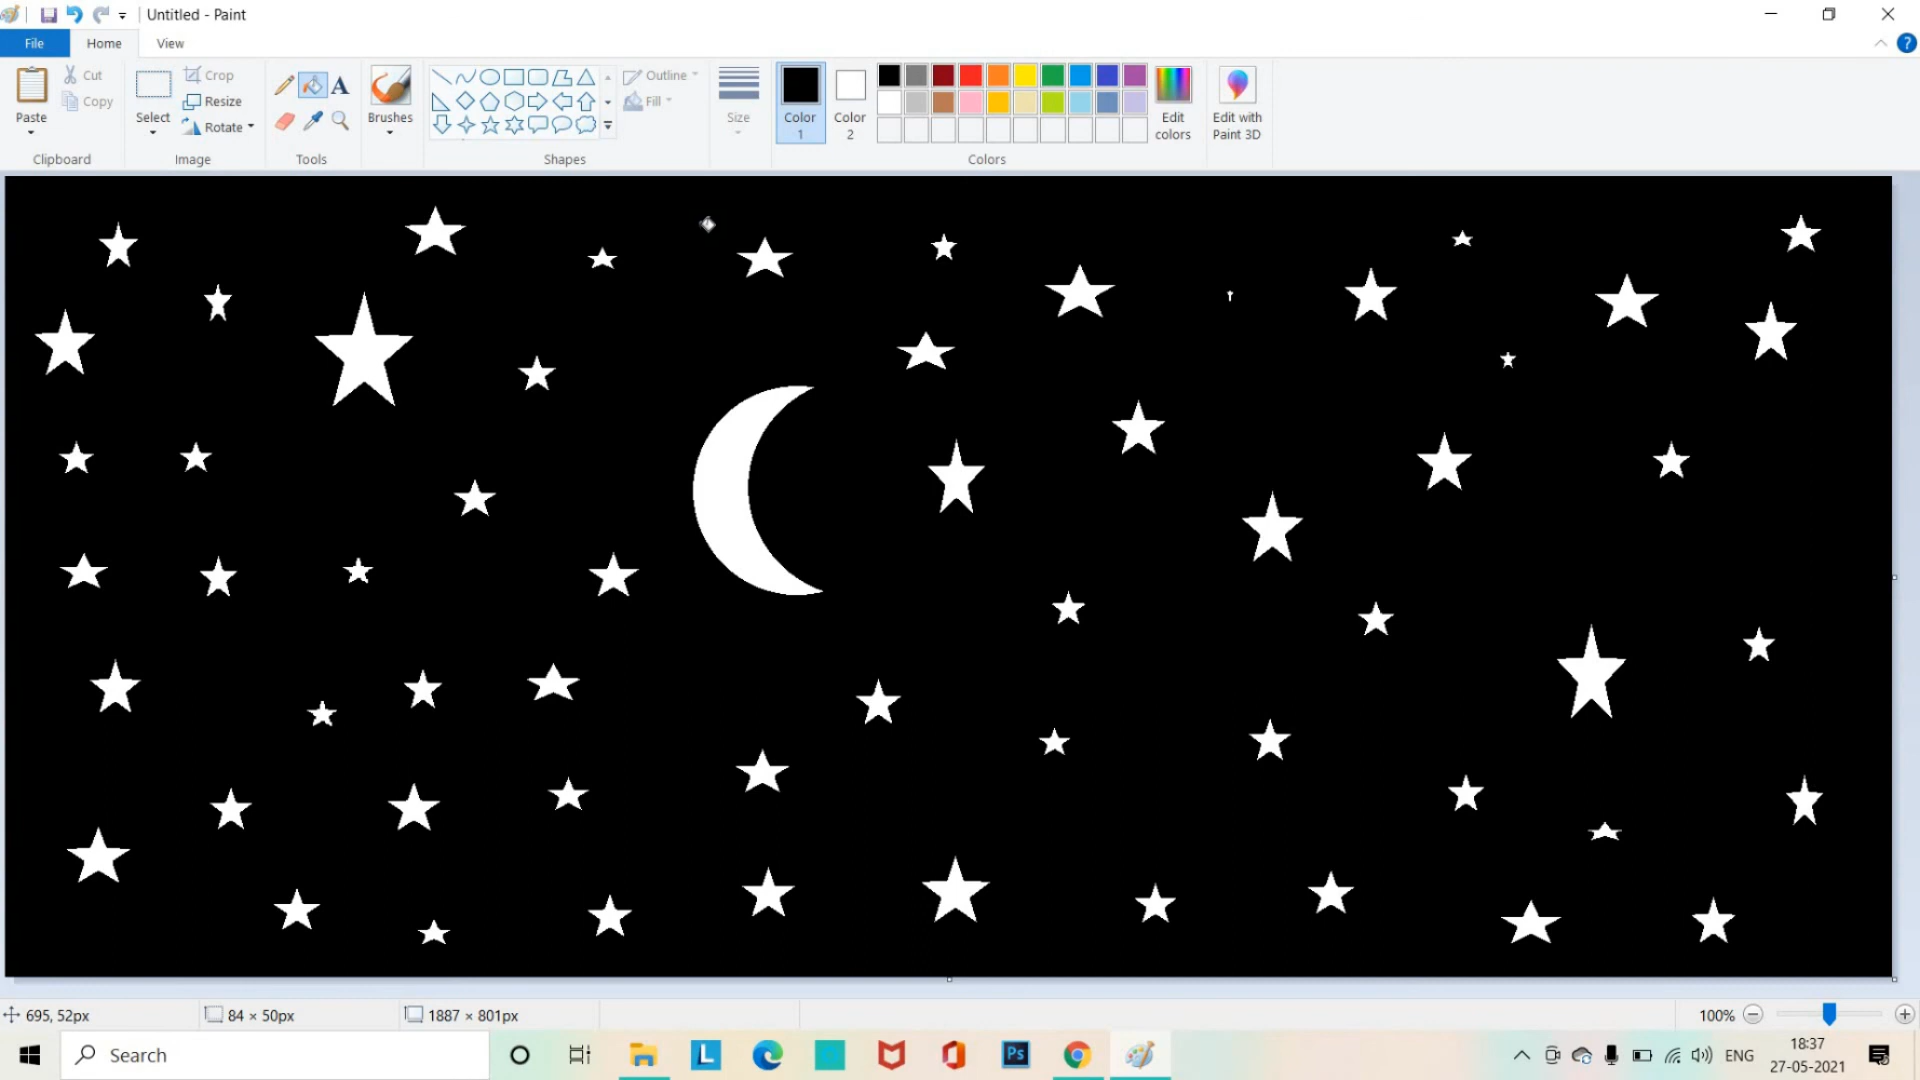 Untitled - Paint
File Home View
Paste
Cut
Copy
Clipboard
Select
Crop
Resize
Rotate
Image
A
Tools
Brushes
Outline
Fill
Shapes
Size
Color 1
Color 2
Edit colors
Colors
Edit with Paint 3D
?
695, 52px 84 × 50px 1887 × 801px 100%
Search
L
Ps
ENG
18:37
27-05-2021